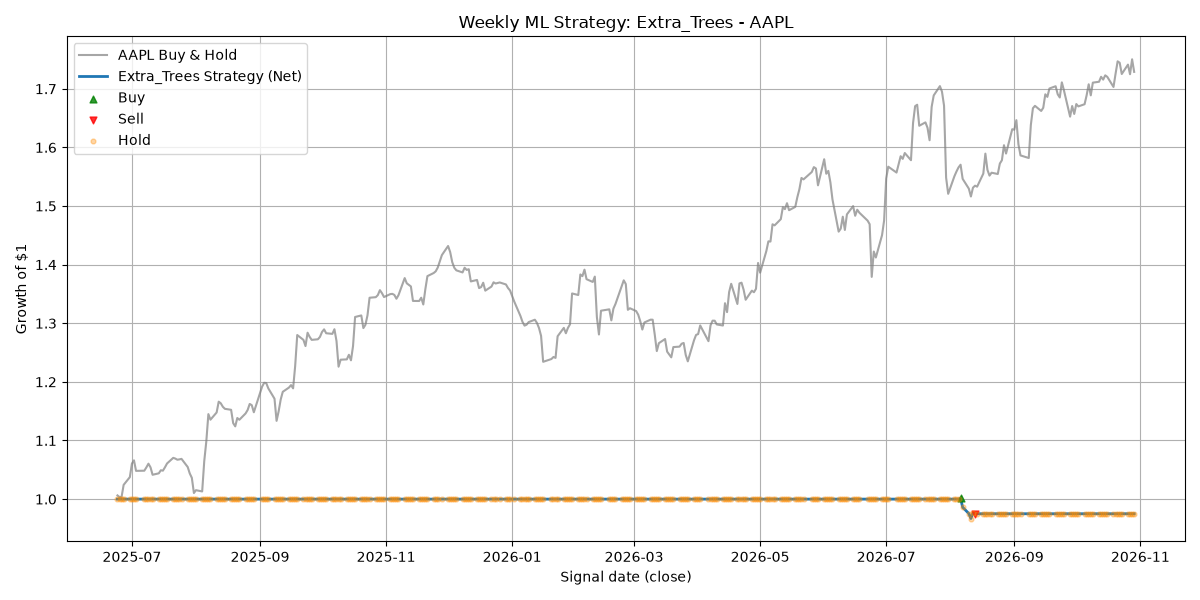 Weekly ML Strategy: Extra_Trees - AAPL
AAPL Buy & Hold
Extra_Trees Strategy (Net)
Buy
Sell
Hold
Growth of $1
1.7
1.6
1.5
1.4
1.3
1.2
1.1
1.0
2025-07
2025-09
2025-11
2026-01
2026-03
2026-05
2026-07
2026-09
2026-11
Signal date (close)